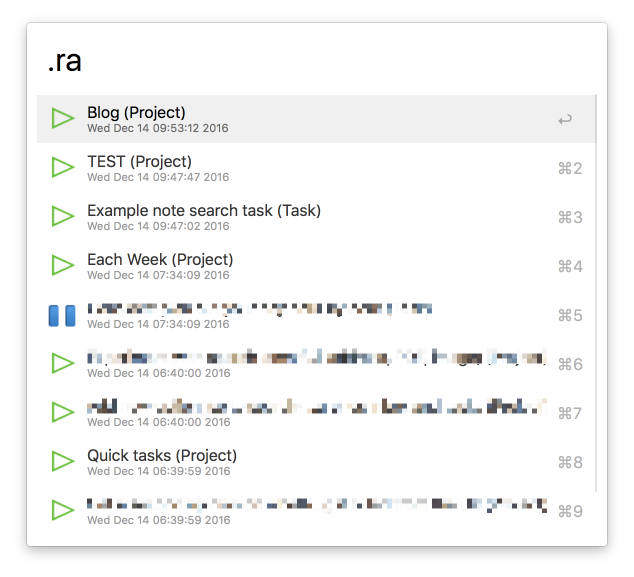 .ra
Blog (Project)
Wed Dec 14 09:53:12 2016
↩
TEST (Project)
Wed Dec 14 09:47:47 2016
⌘2
Example note search task (Task)
Wed Dec 14 09:47:02 2016
⌘3
Each Week (Project)
Wed Dec 14 07:34:09 2016
⌘4
Wed Dec 14 07:34:09 2016
⌘5
Wed Dec 14 06:40:00 2016
⌘6
Wed Dec 14 06:40:00 2016
⌘7
Quick tasks (Project)
Wed Dec 14 06:39:59 2016
⌘8
Wed Dec 14 06:39:59 2016
⌘9